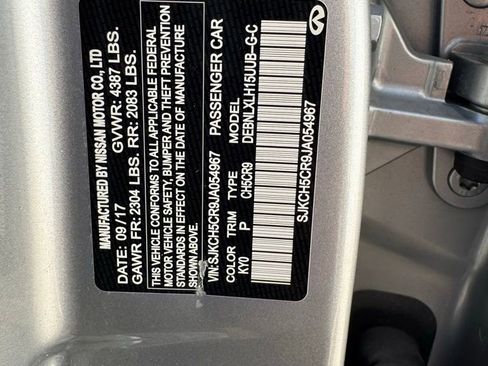 MFD BY NISSAN MOTOR CO., LTD
DATE: 09/17 GVWR: 4387 LBS.
GAWR FR: 2304 LBS. RR: 2083 LBS.
THIS VEHICLE CONFORMS TO ALL APPLICABLE FEDERAL
MOTOR VEHICLE SAFETY, BUMPER AND THEFT PREVENTION
STANDARDS IN EFFECT ON THE DATE OF MANUFACTURE
SHOWN ABOVE.
VIN: SJKCH5CR9JA054967 PASSENGER CAR
COLOR TRIM TYPE MODEL
KY0 P CH5CR9 DEBNLXLH15UUB-G-C
SJKCH5CR9JA054967